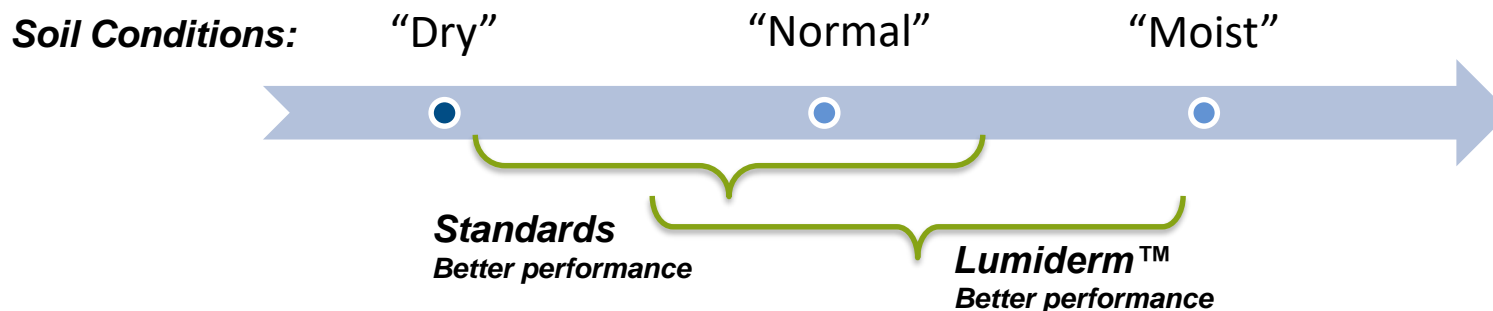 Soil Conditions: “Dry” “Normal” “Moist”
Standards
Better performance
Lumiderm™
Better performance